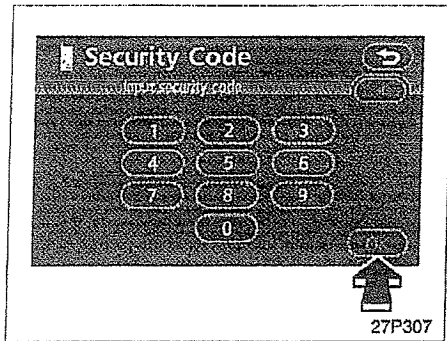 Security Code
Input security code
1 2 3
4 5 6
7 8 9
0
OK
27P307